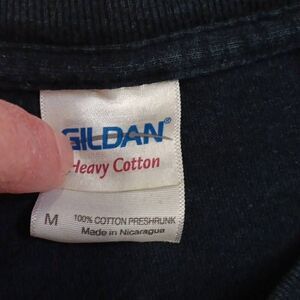 GILDAN®
Heavy Cotton
M 100% COTTON PRESHRUNK
Made in Nicaragua